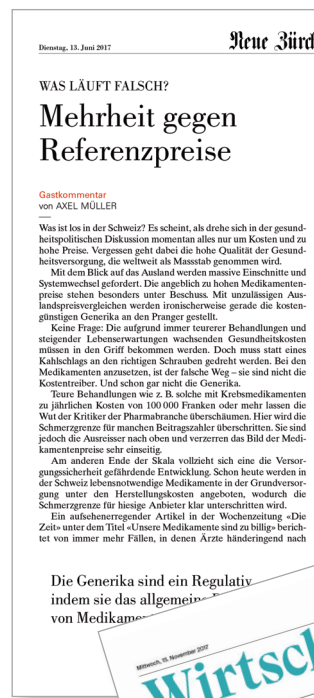 Dienstag, 13. Juni 2017
Neue
WAS LÄUFT FALSCH?
Mehrheit gegen
Referenzpreise
Gastkommentar
von AXEL MÜLLER
Was ist los in der Schweiz? Es scheint, als drehe sich in der gesund-
heitspolitischen Diskussion momentan alles nur um Kosten und zu
hohe Preise. Vergessen geht dabei die hohe Qualität der Gesund-
heitsversorgung, die weltweit als Massstab genommen wird.
Mit dem Blick auf das Ausland werden massive Einschnitte und
Systemwechsel gefordert. Die angeblich zu hohen Medikamenten-
preise stehen besonders unter Beschuss. Mit unzulässigen Aus-
landspreisvergleichen werden ironischerweise gerade die kosten-
günstigen Generika an den Pranger gestellt.
Keine Frage: Die aufgrund immer teurerer Behandlungen und
steigender Lebenserwartungen wachsenden Gesundheitskosten
müssen in den Griff bekommen werden. Doch muss statt eines
Kahlschlags an den richtigen Schrauben gedreht werden. Bei den
Medikamenten anzusetzen, ist der falsche Weg – sie sind nicht die
Kostentreiber. Und schon gar nicht die Generika.
Teure Behandlungen wie z. B. solche mit Krebsmedikamenten
zu jährlichen Kosten von 100 000 Franken oder mehr lassen die
Wut der Kritiker der Pharmabranche überschäumen. Hier wird die
Schmerzgrenze für manchen Beitragszahler überschritten. Sie sind
jedoch die Ausreisser nach oben und verzerren das Bild der Medi-
kamentenpreise sehr einseitig.
Am anderen Ende der Skala vollzieht sich eine die Versor-
gungssicherheit gefährdende Entwicklung. Schon heute werden in
der Schweiz lebensnotwendige Medikamente in der Grundversor-
gung unter den Herstellungskosten angeboten, wodurch die
Schmerzgrenze für hiesige Anbieter klar unterschritten wird.
Ein aufsehenerregender Artikel in der Wochenzeitung «Die
Zeit» unter dem Titel «Unsere Medikamente sind zu billig» berich-
tet von immer mehr Fällen, in denen Ärzte händeringend nach
Die Generika sind ein Regulativ
indem sie das allgemeine
von
Mittwoch, 15. November 2017